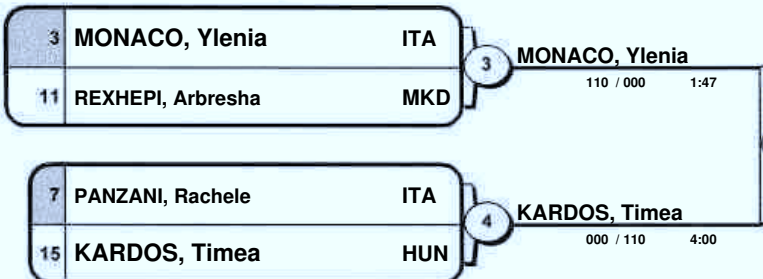 3 MONACO, Ylenia ITA
11 REXHEPI, Arbresha MKD
3
MONACO, Ylenia
110 / 000 1:47
7 PANZANI, Rachele ITA
15 KARDOS, Timea HUN
4
KARDOS, Timea
000 / 110 4:00